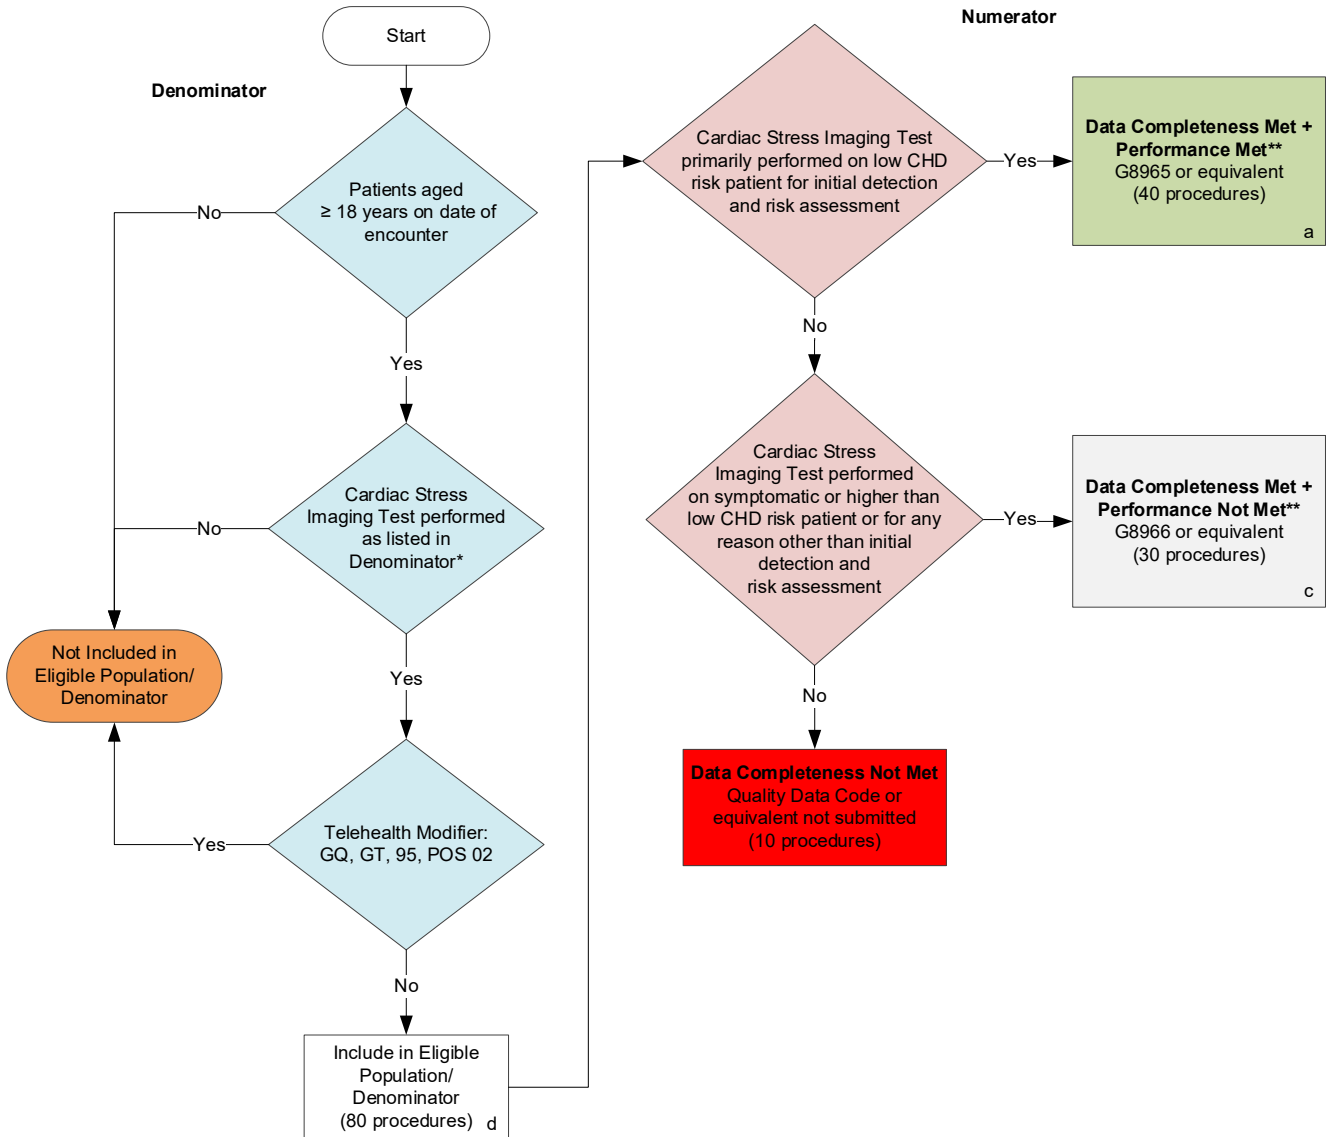 Start
Denominator
Patients aged
≥ 18 years on date of
encounter
No
Yes
Cardiac Stress
Imaging Test performed
as listed in
Denominator*
No
Yes
Not Included in
Eligible Population/
Denominator
Telehealth Modifier:
GQ, GT, 95, POS 02
Yes
No
Include in Eligible
Population/
Denominator
(80 procedures)
d
Numerator
Cardiac Stress Imaging Test
primarily performed on low CHD
risk patient for initial detection
and risk assessment
Yes
Data Completeness Met +
Performance Met**
G8965 or equivalent
(40 procedures)
a
No
Cardiac Stress
Imaging Test performed
on symptomatic or higher than
low CHD risk patient or for any
reason other than initial
detection and
risk assessment
Yes
Data Completeness Met +
Performance Not Met**
G8966 or equivalent
(30 procedures)
c
No
Data Completeness Not Met
Quality Data Code or
equivalent not submitted
(10 procedures)